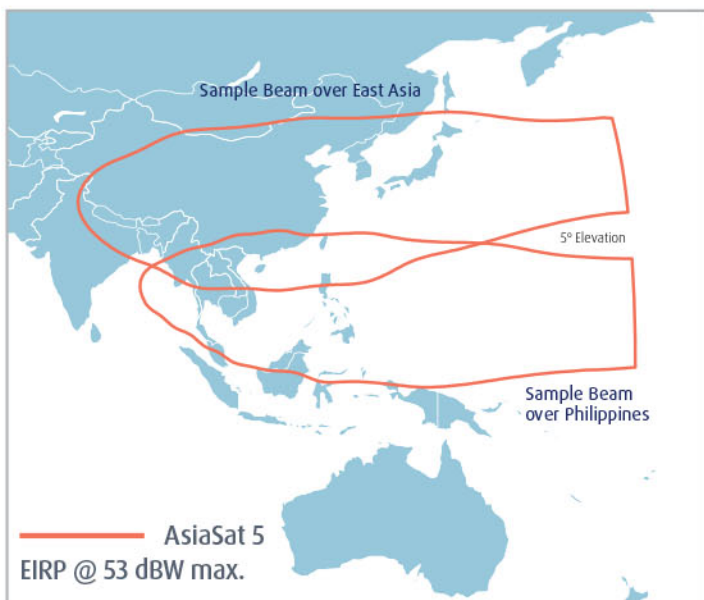 Sample Beam over East Asia
5° Elevation
Sample Beam
over Philippines
AsiaSat 5
EIRP @ 53 dBW max.